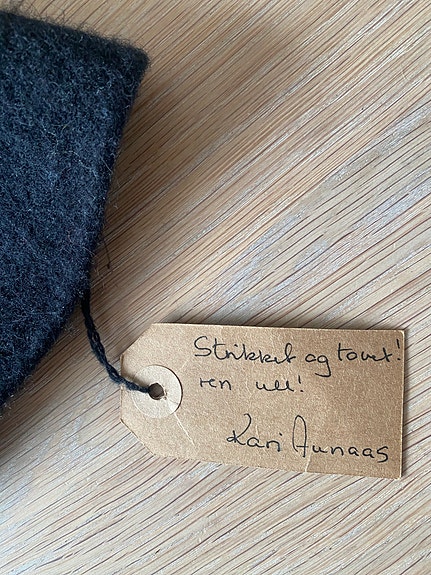 Strikket og tovet!
ren ull!
Kari Aunaas